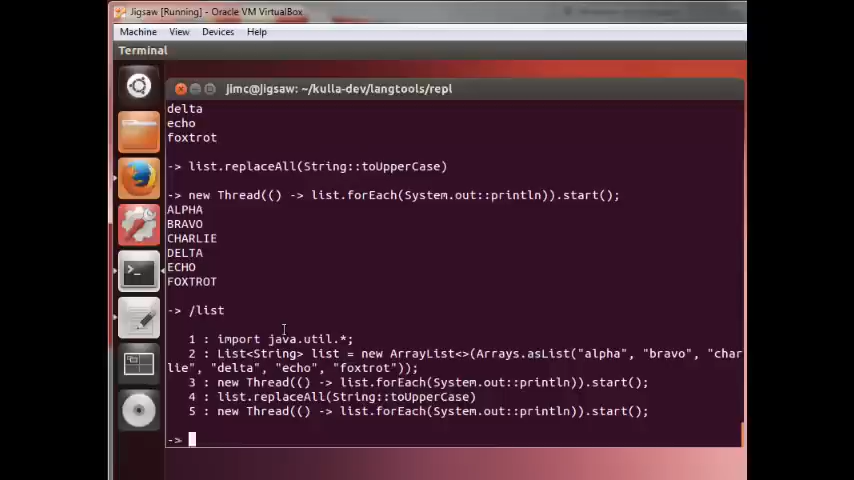 Jigsaw [Running] - Oracle VM VirtualBox
Machine View Devices Help
Terminal
jimc@jigsaw: ~/kulla-dev/langtools/repl
delta
echo
foxtrot
-> list.replaceAll(String::toUpperCase)
-> new Thread(() -> list.forEach(System.out::println)).start();
ALPHA
BRAVO
CHARLIE
DELTA
ECHO
FOXTROT
-> /list
1 : import java.util.*;
2 : List<String> list = new ArrayList<>(Arrays.asList("alpha", "bravo", "char
lie", "delta", "echo", "foxtrot"));
3 : new Thread(() -> list.forEach(System.out::println)).start();
4 : list.replaceAll(String::toUpperCase)
5 : new Thread(() -> list.forEach(System.out::println)).start();
->